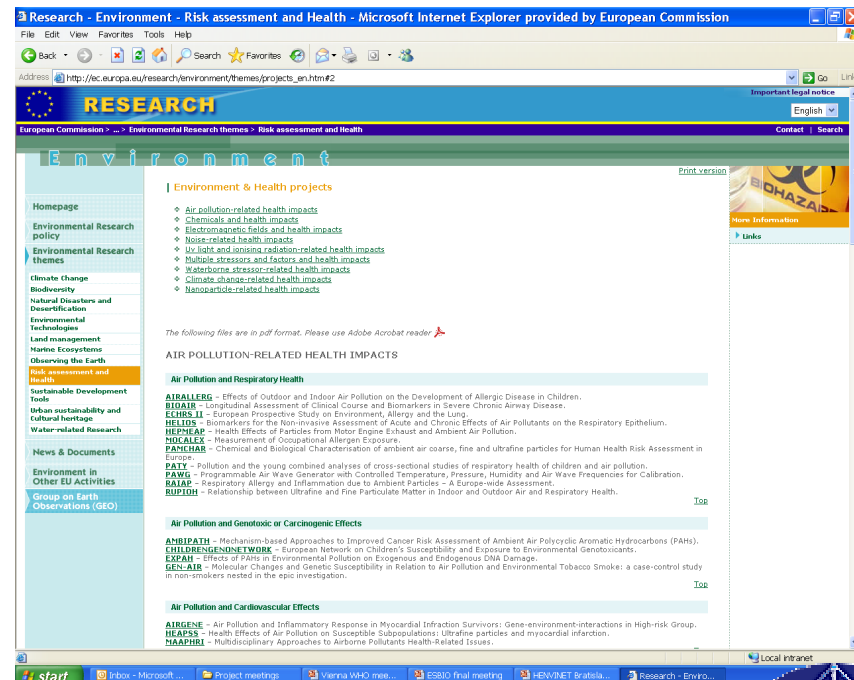 Research - Environment - Risk assessment and Health - Microsoft Internet Explorer provided by European Commission
File Edit View Favorites Tools Help
Back Search Favorites
Address http://ec.europa.eu/research/environment/themes/projects_en.htm#2 Go
Important legal notice
RESEARCH
English
European Commission > ... > Environmental Research themes > Risk assessment and Health Contact | Search
Environment
Print version
BIOHAZARD
Environment & Health projects
Air pollution-related health impacts
Chemicals and health impacts
Electromagnetic fields and health impacts
Noise-related health impacts
Uv light and ionising radiation-related health impacts
Multiple stressors and factors and health impacts
Waterborne stressor-related health impacts
Climate change-related health impacts
Nanoparticle-related health impacts
More Information
Links
Homepage
Environmental Research
policy
Environmental Research
themes
Climate Change
Biodiversity
Natural Disasters and
Desertification
Environmental
Technologies
Land management
Marine Ecosystems
Observing the Earth
Risk assessment and
Health
Sustainable Development
Tools
Urban sustainability and
Cultural heritage
Water-related Research
News & Documents
Environment in
Other EU Activities
Group on Earth
Observations (GEO)
The following files are in pdf format. Please use Adobe Acrobat reader
AIR POLLUTION-RELATED HEALTH IMPACTS
Air Pollution and Respiratory Health
AIRALLERG – Effects of Outdoor and Indoor Air Pollution on the Development of Allergic Disease in Children.
BIOAIR – Longitudinal Assessment of Clinical Course and Biomarkers in Severe Chronic Airway Disease.
ECHRS II – European Prospective Study on Environment, Allergy and the Lung.
HELIOS – Biomarkers for the Non-invasive Assessment of Acute and Chronic Effects of Air Pollutants on the Respiratory Epithelium.
HEPMEAP – Health Effects of Particles from Motor Engine Exhaust and Ambient Air Pollution.
MOCALEX – Measurement of Occupational Allergen Exposure.
PAMCHAR – Chemical and Biological Characterisation of ambient air coarse, fine and ultrafine particles for Human Health Risk Assessment in
Europe.
PATY – Pollution and the young combined analyses of cross-sectional studies of respiratory health of children and air pollution.
PAWG – Programmable Air Wave Generator with Controlled Temperature, Pressure, Humidity and Air Wave Frequencies for Calibration.
RAIAP – Respiratory Allergy and Inflammation due to Ambient Particles – A Europe-wide Assessment.
RUPIOH – Relationship between Ultrafine and Fine Particulate Matter in Indoor and Outdoor Air and Respiratory Health.
Top
Air Pollution and Genotoxic or Carcinogenic Effects
AMBIPATH – Mechanism-based Approaches to Improved Cancer Risk Assessment of Ambient Air Polycyclic Aromatic Hydrocarbons (PAHs).
CHILDRENGENONETWORK – European Network on Children's Susceptibility and Exposure to Environmental Genotoxicants.
EXPAH – Effects of PAHs in Environmental Pollution on Exogenous and Endogenous DNA Damage.
GEN-AIR – Molecular Changes and Genetic Susceptibility in Relation to Air Pollution and Environmental Tobacco Smoke: a case-control study
in non-smokers nested in the epic investigation.
Top
Air Pollution and Cardiovascular Effects
AIRGENE – Air Pollution and Inflammatory Response in Myocardial Infraction Survivors: Gene-environment-interactions in High-risk Group.
HEAPSS – Health Effects of Air Pollution on Susceptible Subpopulations: Ultrafine particles and myocardial infarction.
MAAPHRI – Multidisciplinary Approaches to Airborne Pollutants Health-Related Issues.
Local intranet
start Inbox - Microsoft ... Project meetings Vienna WHO mee... ESBIO final meeting HENVINET Bratisla... Research - Enviro...